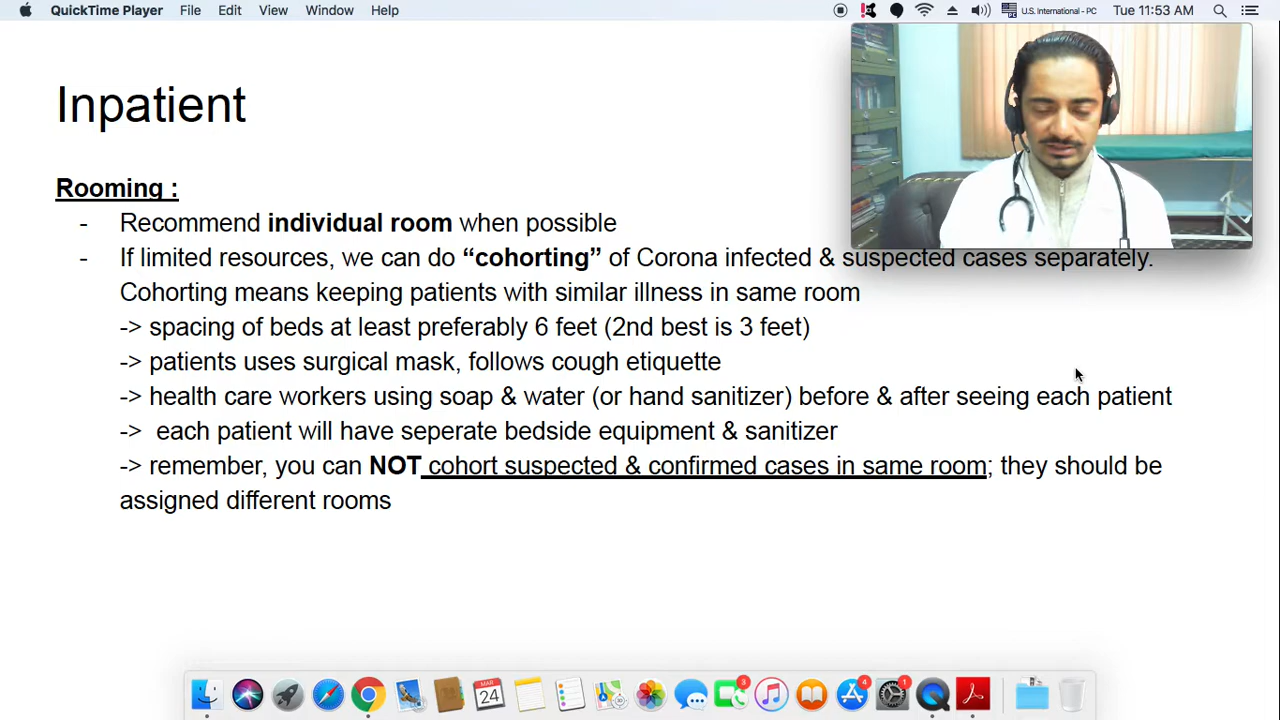 QuickTime Player File Edit View Window Help U.S. International - PC Tue 11:53 AM
Inpatient
Rooming :
- Recommend individual room when possible
- If limited resources, we can do “cohorting” of Corona infected & suspected cases separately.
Cohorting means keeping patients with similar illness in same room
-> spacing of beds at least preferably 6 feet (2nd best is 3 feet)
-> patients uses surgical mask, follows cough etiquette
-> health care workers using soap & water (or hand sanitizer) before & after seeing each patient
-> each patient will have seperate bedside equipment & sanitizer
-> remember, you can NOT cohort suspected & confirmed cases in same room; they should be
assigned different rooms
3 4 1
MAR
24